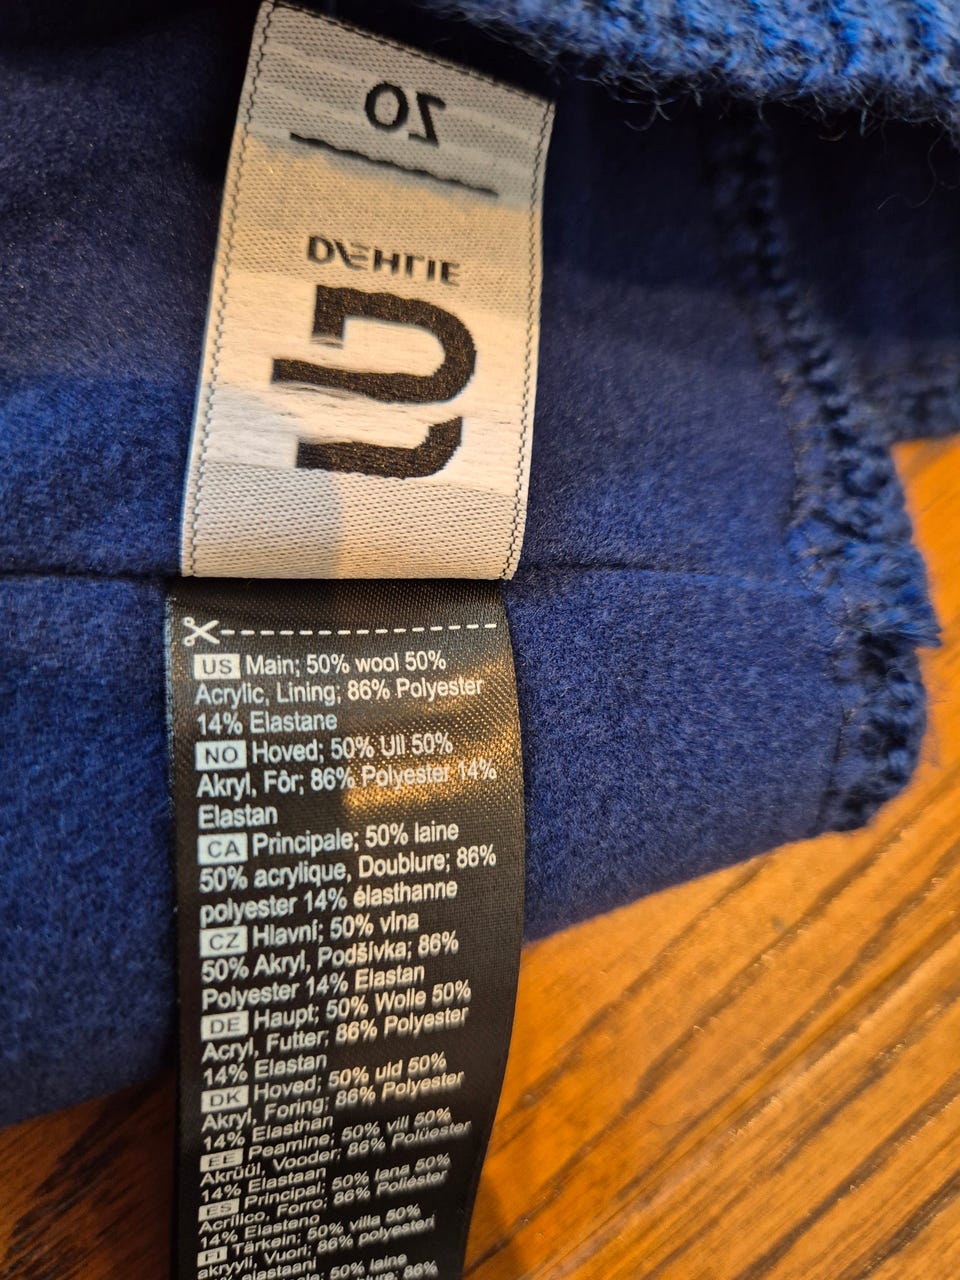 OS
DÆHLIE
US Main; 50% wool 50%
Acrylic, Lining; 86% Polyester
14% Elastane
NO Hoved; 50% Ull 50%
Akryl, Fôr; 86% Polyester 14%
Elastan
CA Principale; 50% laine
50% acrylique, Doublure; 86%
polyester 14% élasthanne
CZ Hlavní; 50% vlna
50% Akryl, Podšívka; 86%
Polyester 14% Elastan
DE Haupt; 50% Wolle 50%
Acryl, Futter; 86% Polyester
14% Elastan
DK Hoved; 50% uld 50%
Akryl, Foring; 86% Polyester
14% Elasthan
EE Peamine; 50% vill 50%
Akrüül, Vooder; 86% Polüester
14% Elastaan
ES Principal; 50% lana 50%
Acrílico, Forro; 86% Poliéster
14% Elasteno
FI Tärkein; 50% villa 50%
akryyli, Vuori; 86% polyesteri
elastaani
50% laine
86%